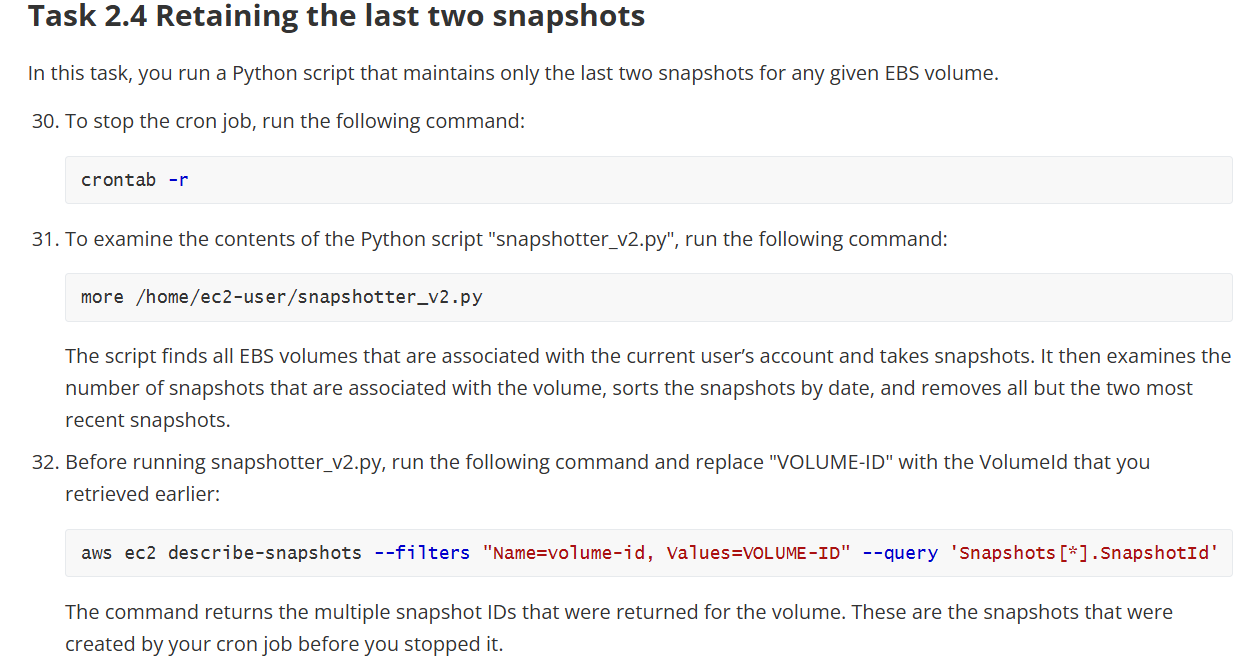 Task 2.4 Retaining the last two snapshots
In this task, you run a Python script that maintains only the last two snapshots for any given EBS volume.
30. To stop the cron job, run the following command:
crontab -r
31. To examine the contents of the Python script "snapshotter_v2.py", run the following command:
more /home/ec2-user/snapshotter_v2.py
The script finds all EBS volumes that are associated with the current user’s account and takes snapshots. It then examines the
number of snapshots that are associated with the volume, sorts the snapshots by date, and removes all but the two most
recent snapshots.
32. Before running snapshotter_v2.py, run the following command and replace "VOLUME-ID" with the VolumeId that you
retrieved earlier:
aws ec2 describe-snapshots --filters "Name=volume-id, Values=VOLUME-ID" --query 'Snapshots[*].SnapshotId'
The command returns the multiple snapshot IDs that were returned for the volume. These are the snapshots that were
created by your cron job before you stopped it.